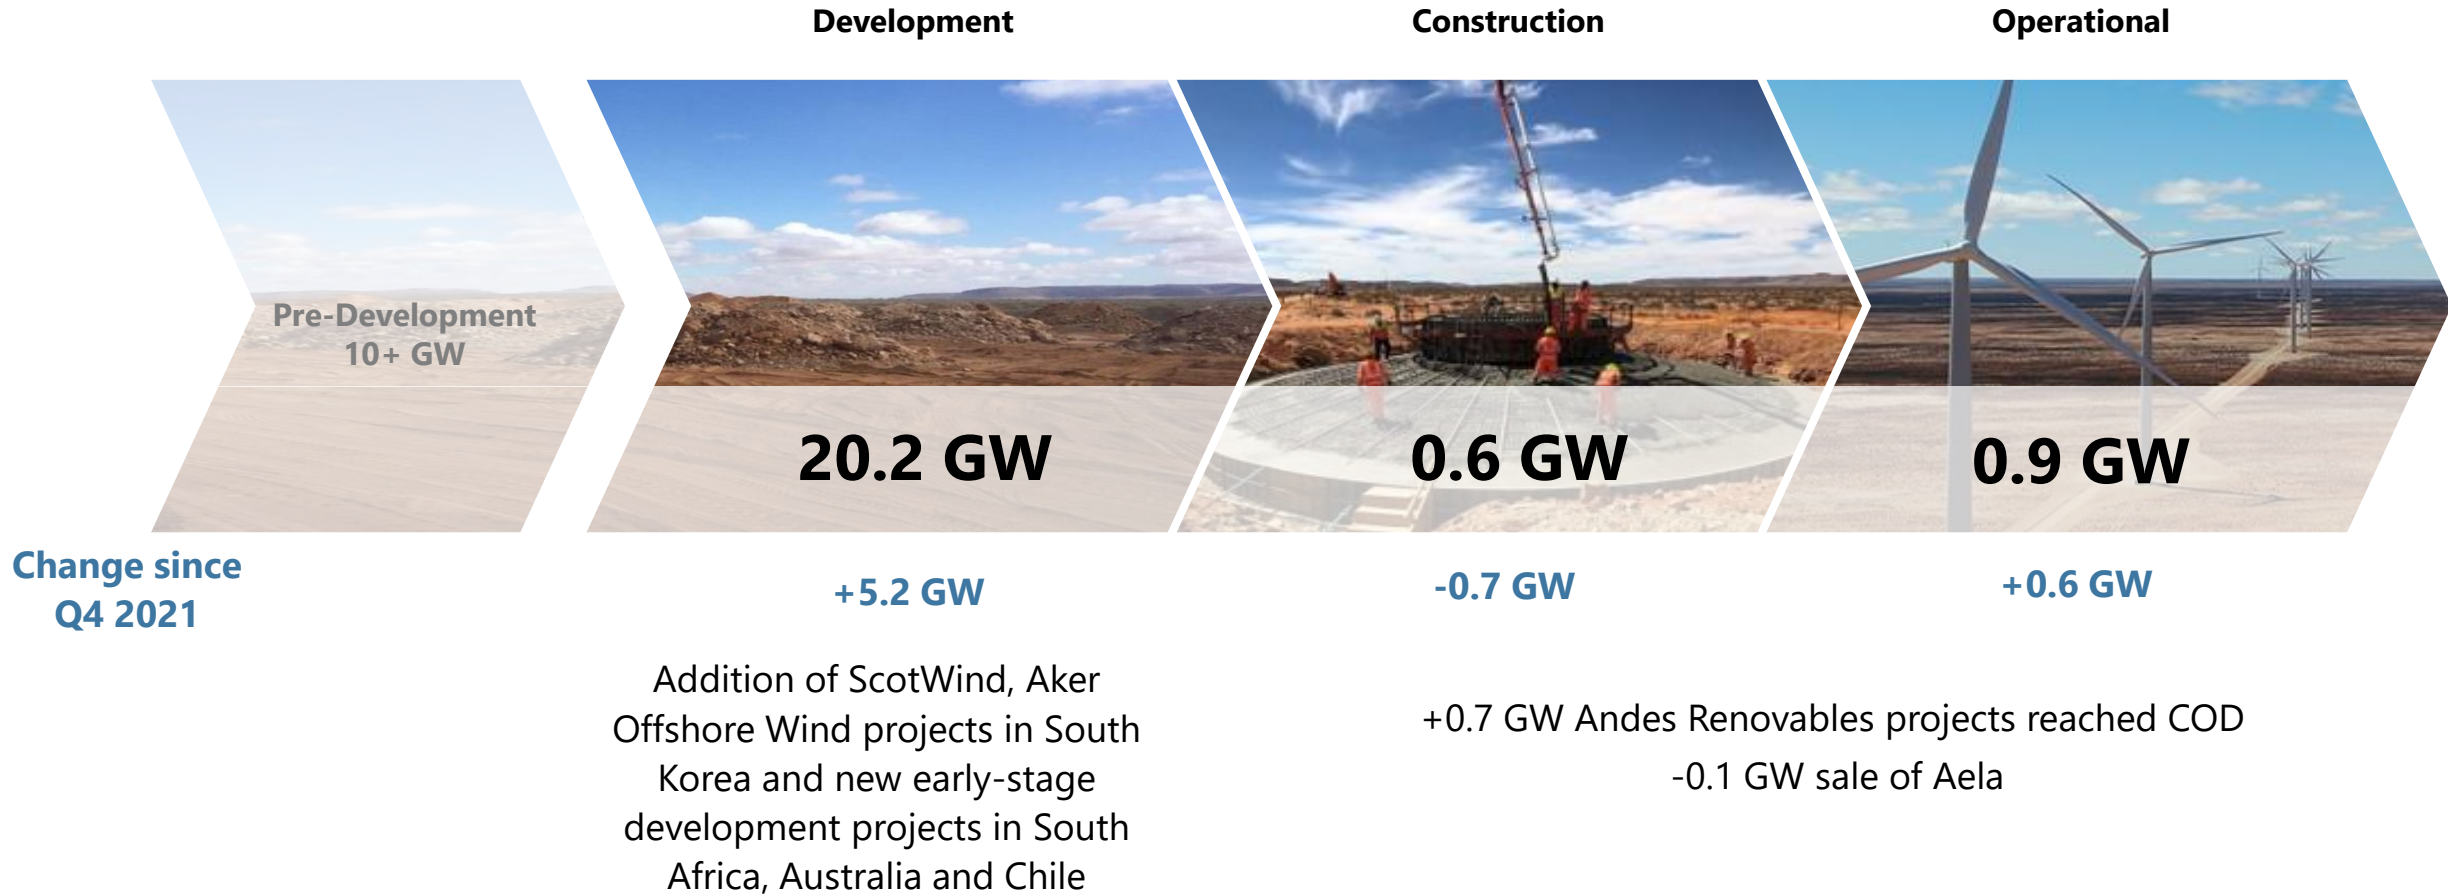 Development
Construction
Operational
Pre-Development
10+ GW
20.2 GW
0.6 GW
0.9 GW
Change since
Q4 2021
+5.2 GW
-0.7 GW
+0.6 GW
Addition of ScotWind, Aker
Offshore Wind projects in South
Korea and new early-stage
development projects in South
Africa, Australia and Chile
+0.7 GW Andes Renovables projects reached COD
-0.1 GW sale of Aela